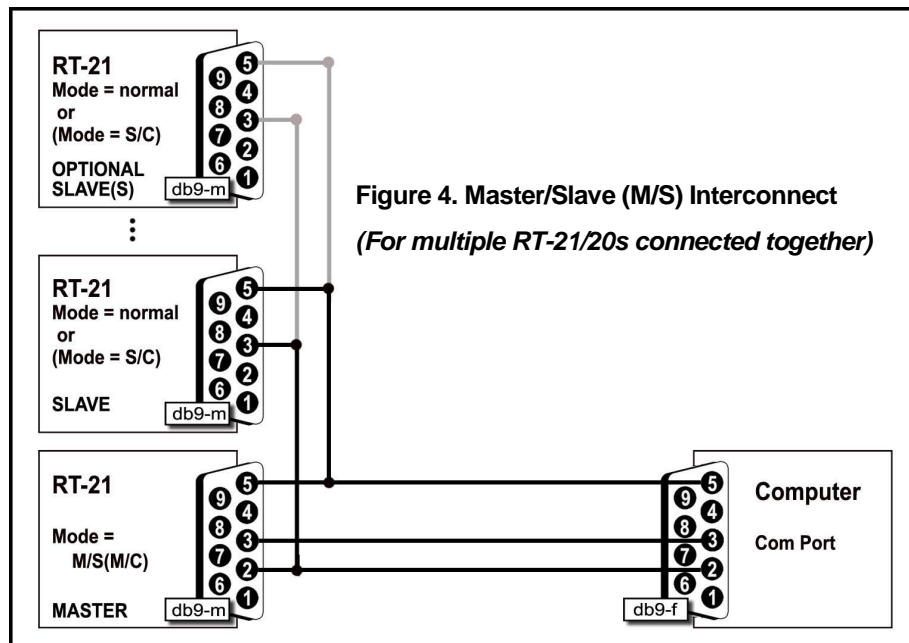 RT-21
Mode = normal
or
(Mode = S/C)
OPTIONAL
SLAVE(S)
db9-m
5
9
4
8
3
7
2
6
1
Figure 4. Master/Slave (M/S) Interconnect
(For multiple RT-21/20s connected together)
RT-21
Mode = normal
or
(Mode = S/C)
SLAVE
db9-m
5
9
4
8
3
7
2
6
1
RT-21
Mode =
M/S(M/C)
MASTER
db9-m
5
9
4
8
3
7
2
6
1
5
9
4
8
3
7
2
6
1
db9-f
Computer
Com Port